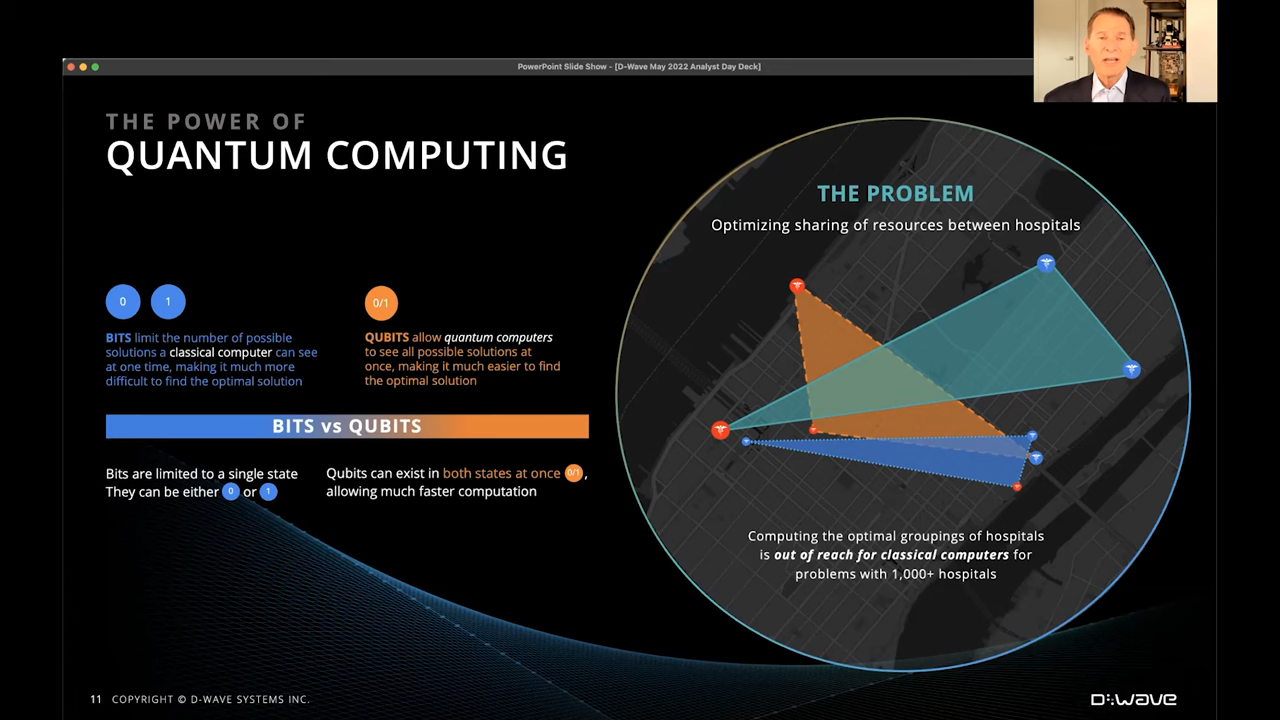 PowerPoint Slide Show - [D-Wave May 2022 Analyst Day Deck]
THE POWER OF
QUANTUM COMPUTING
0 1
BITS limit the number of possible
solutions a classical computer can see
at one time, making it much more
difficult to find the optimal solution
0/1
QUBITS allow quantum computers
to see all possible solutions at
once, making it much easier to find
the optimal solution
BITS vs QUBITS
Bits are limited to a single state
They can be either 0 or 1
Qubits can exist in both states at once 0/1,
allowing much faster computation
THE PROBLEM
Optimizing sharing of resources between hospitals
Computing the optimal groupings of hospitals
is out of reach for classical computers for
problems with 1,000+ hospitals
11 COPYRIGHT © D-WAVE SYSTEMS INC.
D:wave